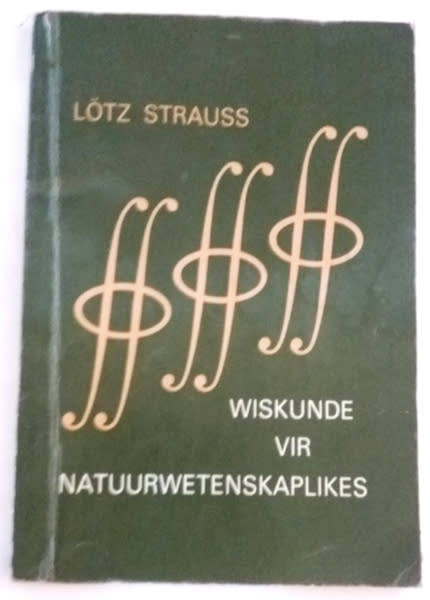 LÖTZ STRAUSS
WISKUNDE
VIR
NATUURWETENSKAPLIKES